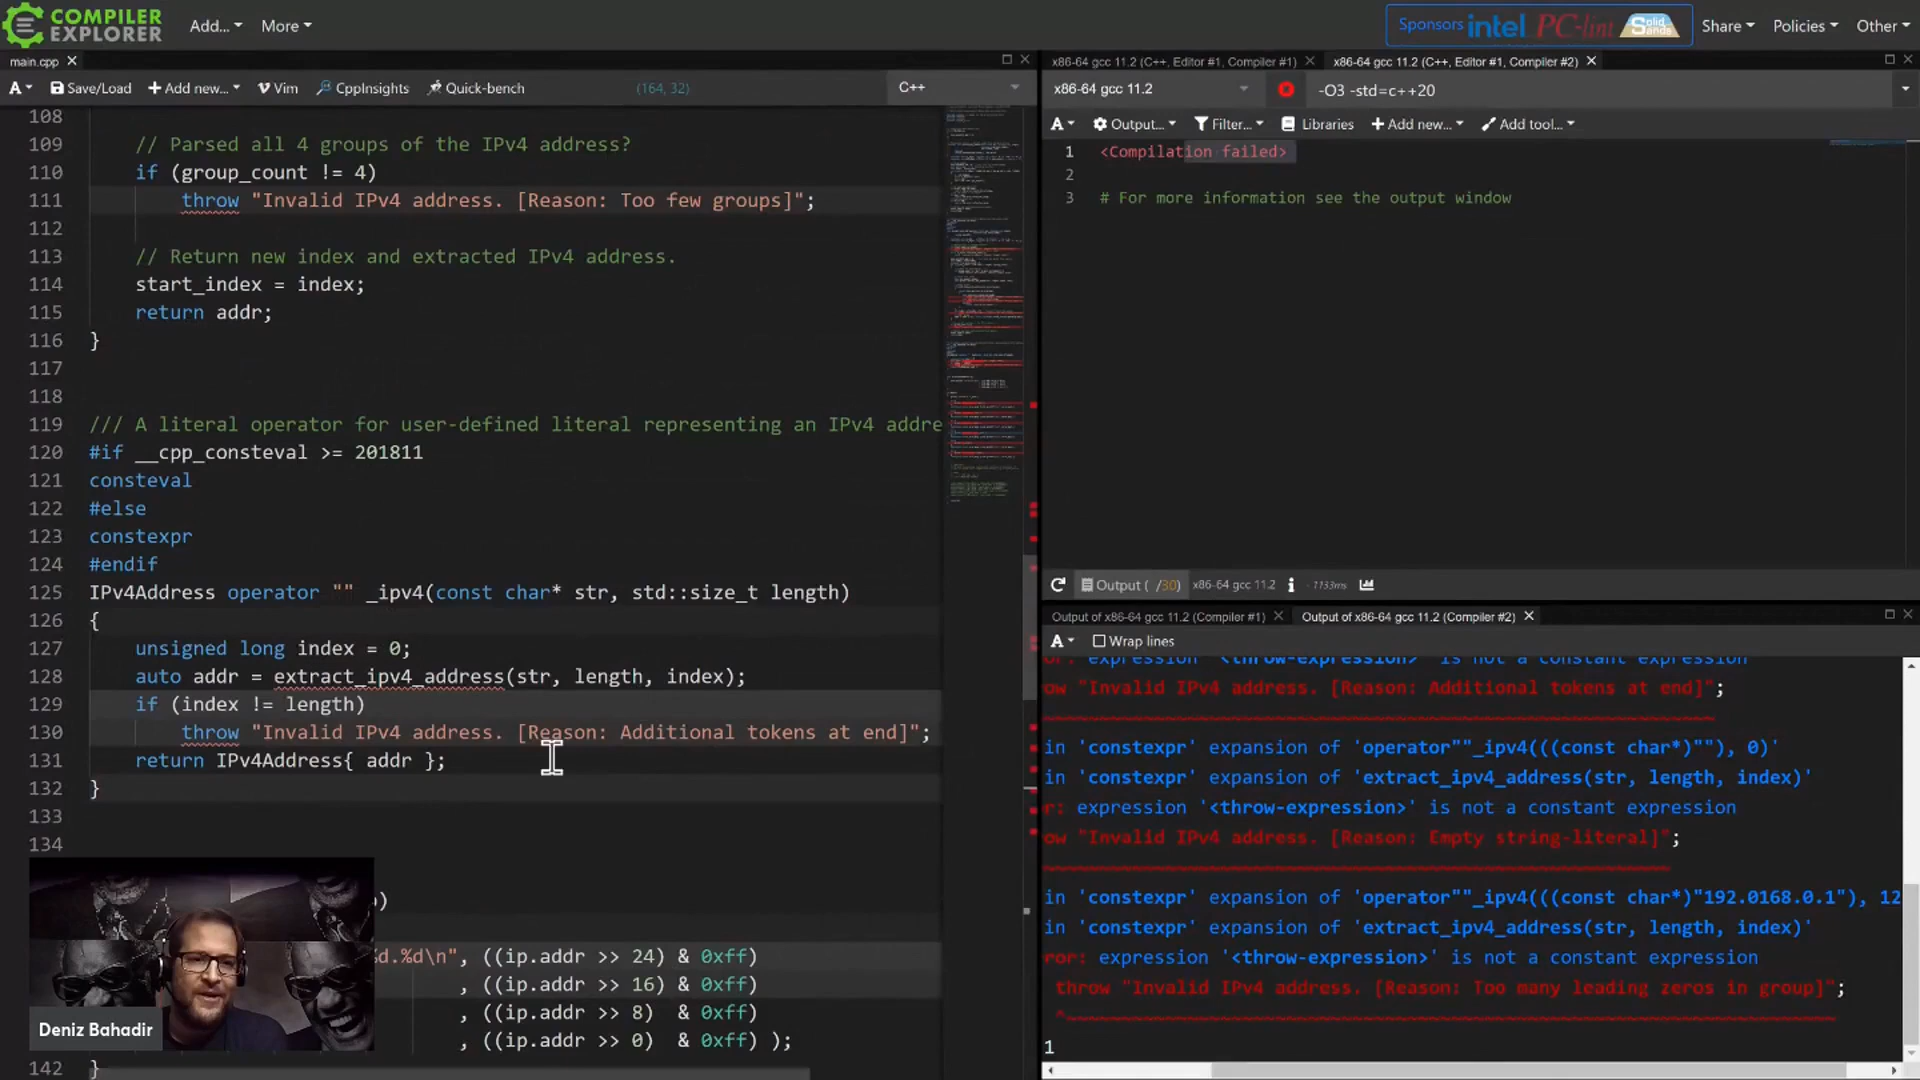 COMPILER
EXPLORER
Add...
More
Sponsors intel PC-lint Solid Sands
Share
Policies
Other
main.cpp
A
Save/Load
+ Add new...
Vim
CppInsights
Quick-bench
(164, 32)
C++
108
109 // Parsed all 4 groups of the IPv4 address?
110 if (group_count != 4)
111 throw "Invalid IPv4 address. [Reason: Too few groups]";
112
113 // Return new index and extracted IPv4 address.
114 start_index = index;
115 return addr;
116 }
117
118
119 /// A literal operator for user-defined literal representing an IPv4 addre
120 #if __cpp_consteval >= 201811
121 consteval
122 #else
123 constexpr
124 #endif
125 IPv4Address operator "" _ipv4(const char* str, std::size_t length)
126 {
127 unsigned long index = 0;
128 auto addr = extract_ipv4_address(str, length, index);
129 if (index != length)
130 throw "Invalid IPv4 address. [Reason: Additional tokens at end]";
131 return IPv4Address{ addr };
132 }
133
134
)
d.%d\n", ((ip.addr >> 24) & 0xff)
, ((ip.addr >> 16) & 0xff)
, ((ip.addr >> 8) & 0xff)
, ((ip.addr >> 0) & 0xff) );
142 }
Deniz Bahadir
x86-64 gcc 11.2 (C++, Editor #1, Compiler #1)
x86-64 gcc 11.2 (C++, Editor #1, Compiler #2)
x86-64 gcc 11.2
-O3 -std=c++20
A
Output...
Filter...
Libraries
+ Add new...
Add tool...
1 <Compilation failed>
2
3 # For more information see the output window
Output ( /30) x86-64 gcc 11.2 i - 1133ms
Output of x86-64 gcc 11.2 (Compiler #1)
Output of x86-64 gcc 11.2 (Compiler #2)
A
Wrap lines
or: expression '<throw-expression>' is not a constant expression
ow "Invalid IPv4 address. [Reason: Additional tokens at end]";
in 'constexpr' expansion of 'operator""_ipv4(((const char*)""), 0)'
in 'constexpr' expansion of 'extract_ipv4_address(str, length, index)'
r: expression '<throw-expression>' is not a constant expression
ow "Invalid IPv4 address. [Reason: Empty string-literal]";
in 'constexpr' expansion of 'operator""_ipv4(((const char*)"192.0168.0.1"), 12
in 'constexpr' expansion of 'extract_ipv4_address(str, length, index)'
ror: expression '<throw-expression>' is not a constant expression
throw "Invalid IPv4 address. [Reason: Too many leading zeros in group]";
1